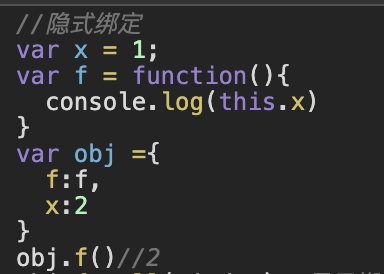 //隐式绑定
var x = 1;
var f = function(){
  console.log(this.x)
}
var obj ={
  f:f,
  x:2
}
obj.f()//2